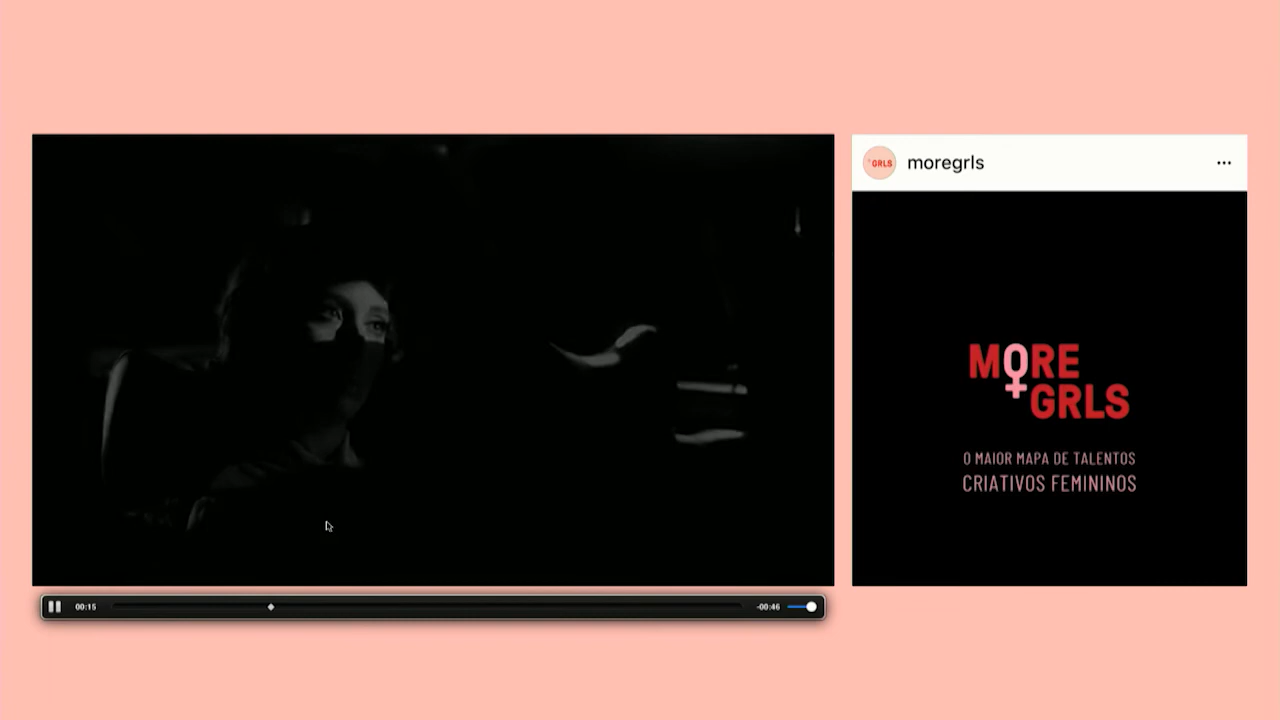 00:15
-00:46
GRLS
moregrls
MORE
GRLS
O MAIOR MAPA DE TALENTOS
CRIATIVOS FEMININOS